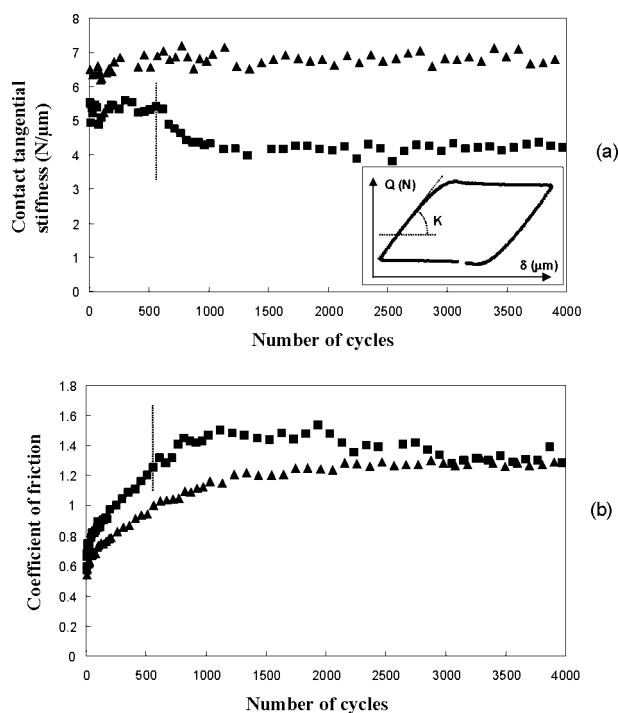 8
7
6
5
4
3
2
1
0
Contact tangential
stiffness (N/μm)
Q (N)
K
δ (μm)
(a)
0 500 1000 1500 2000 2500 3000 3500 4000
Number of cycles
1.8
1.6
1.4
1.2
1
0.8
0.6
0.4
0.2
0
Coefficient of friction
(b)
0 500 1000 1500 2000 2500 3000 3500 4000
Number of cycles